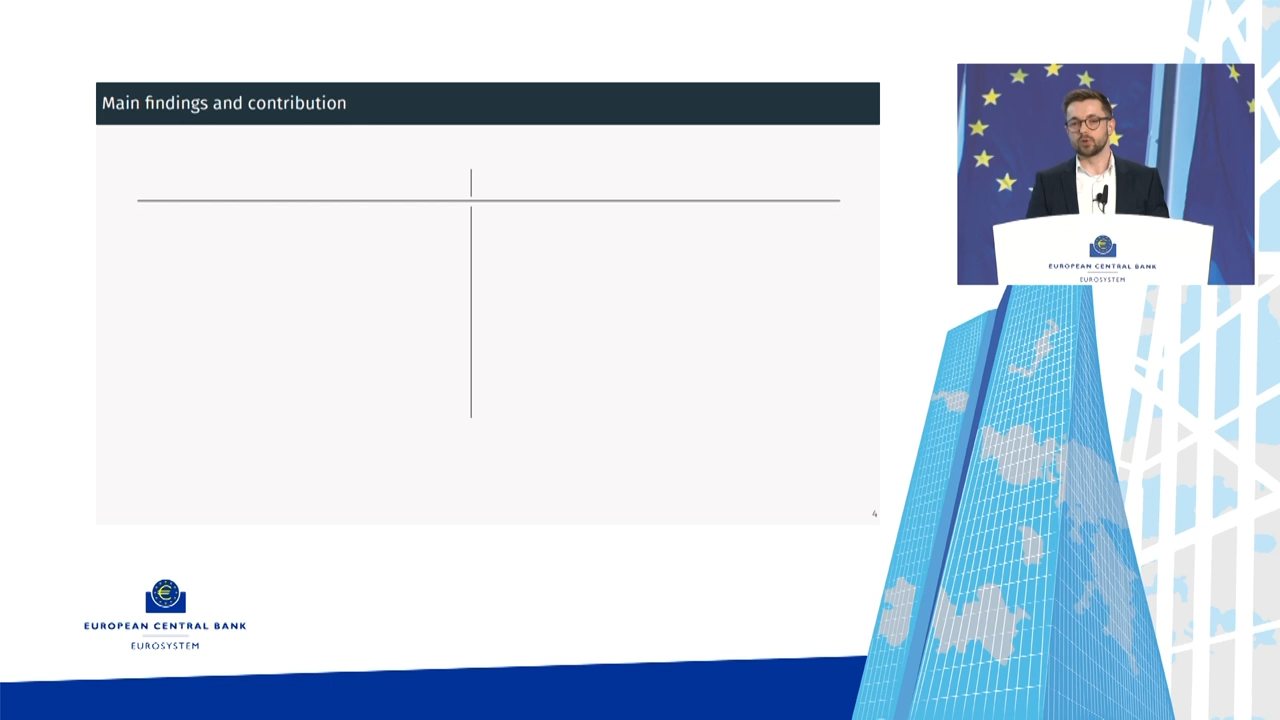 Main findings and contribution
4
EUROPEAN CENTRAL BANK
EUROSYSTEM
EUROPEAN CENTRAL BANK
EUROSYSTEM